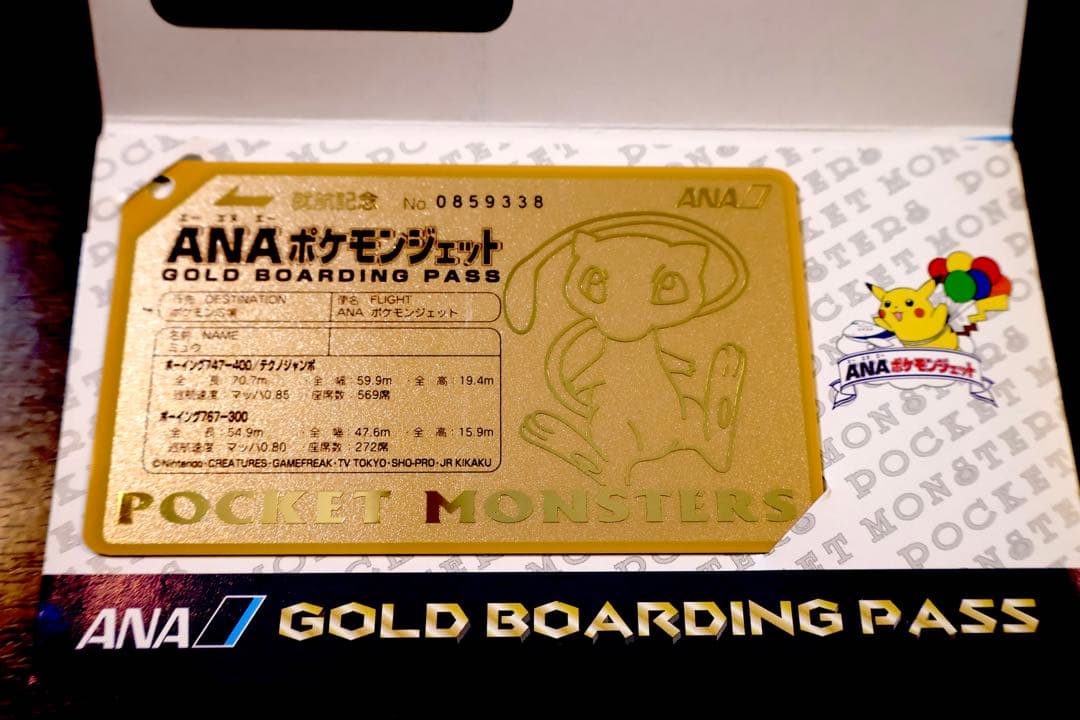 就航記念 No. 0859338 ANA
エー エヌ エー
ANAポケモンジェット
GOLD BOARDING PASS
行先 DESTINATION 便名 FLIGHT
ポケモン広場 ANA ポケモンジェット
名前 NAME
ミュウ
ボーイング747-400/テクノジャンボ
・全 長:70.7m ・全 幅:59.9m ・全 高:19.4m
・巡航速度:マッハ0.85 ・座席数:569席
ボーイング767-300
・全 長:54.9m ・全 幅:47.6m ・全 高:15.9m
・巡航速度:マッハ0.80 ・座席数:272席
©Nintendo・CREATURES・GAMEFREAK・TV TOKYO・SHO-PRO・JR KIKAKU
POCKET MONSTERS
ANAポケモンジェット
POCKET MONSTERS
ANA GOLD BOARDING PASS